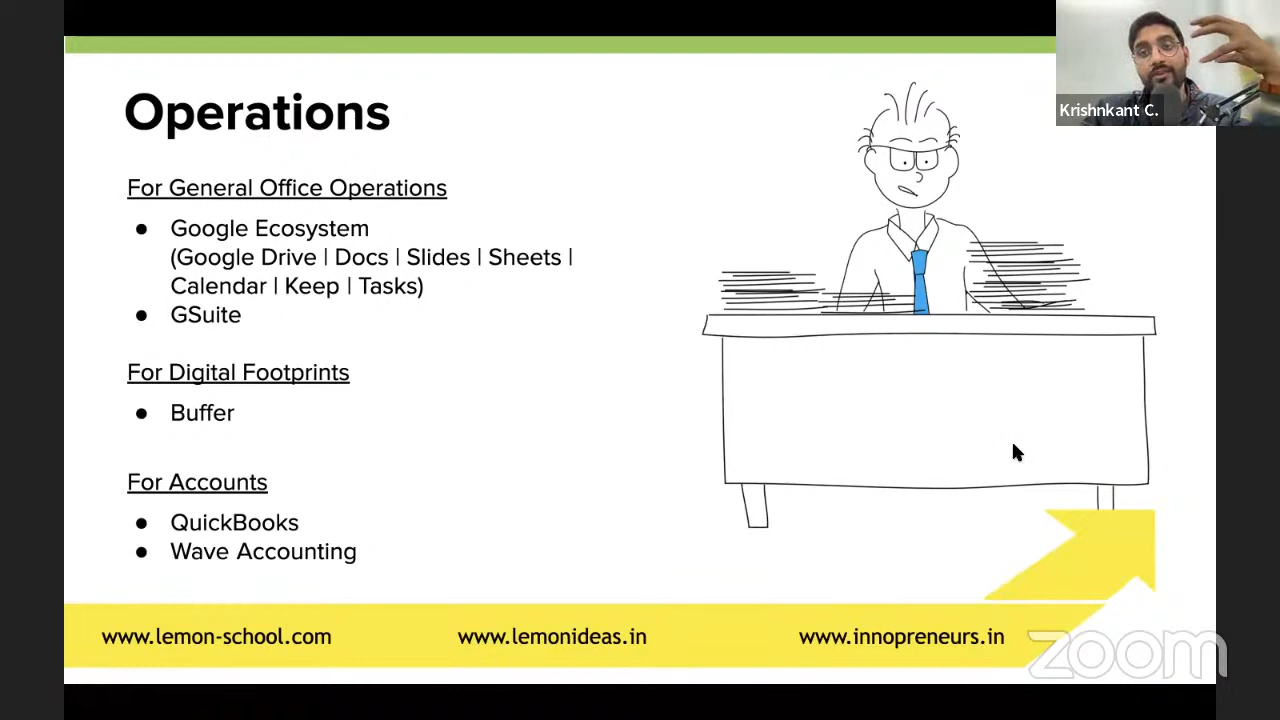 Operations
Krishnkant C.
For General Office Operations
● Google Ecosystem
(Google Drive | Docs | Slides | Sheets |
Calendar | Keep | Tasks)
● GSuite
For Digital Footprints
● Buffer
For Accounts
● QuickBooks
● Wave Accounting
www.lemon-school.com
www.lemonideas.in
www.innopreneurs.in
zoom